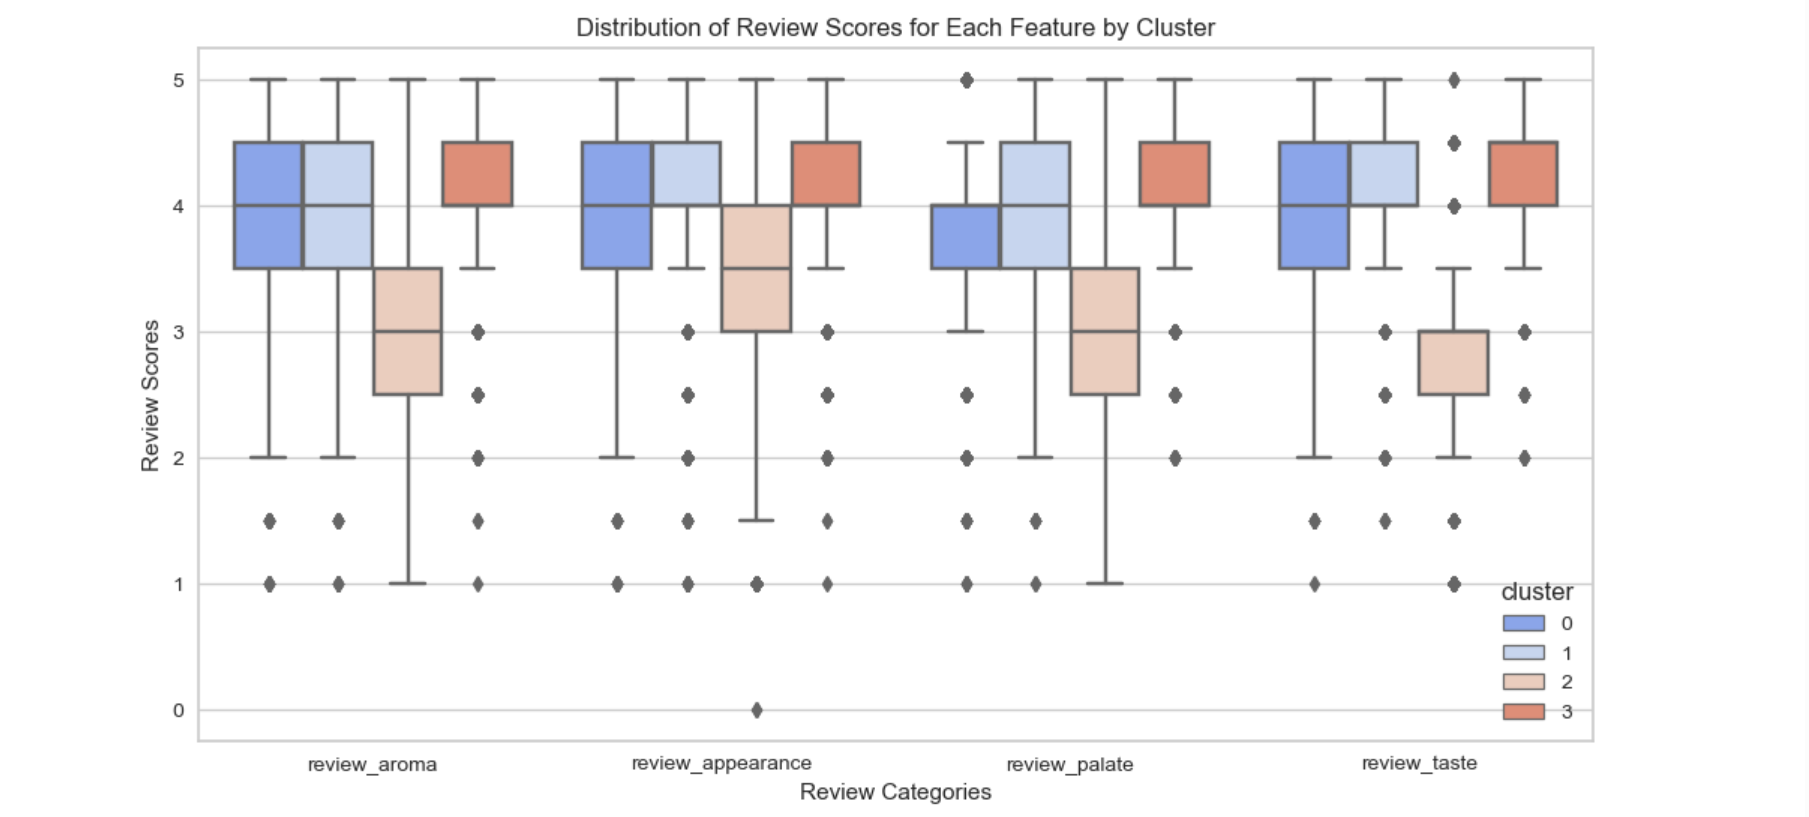 Distribution of Review Scores for Each Feature by Cluster
Review Scores
5
4
3
2
1
0
review_aroma
review_appearance
review_palate
review_taste
Review Categories
cluster
0
1
2
3